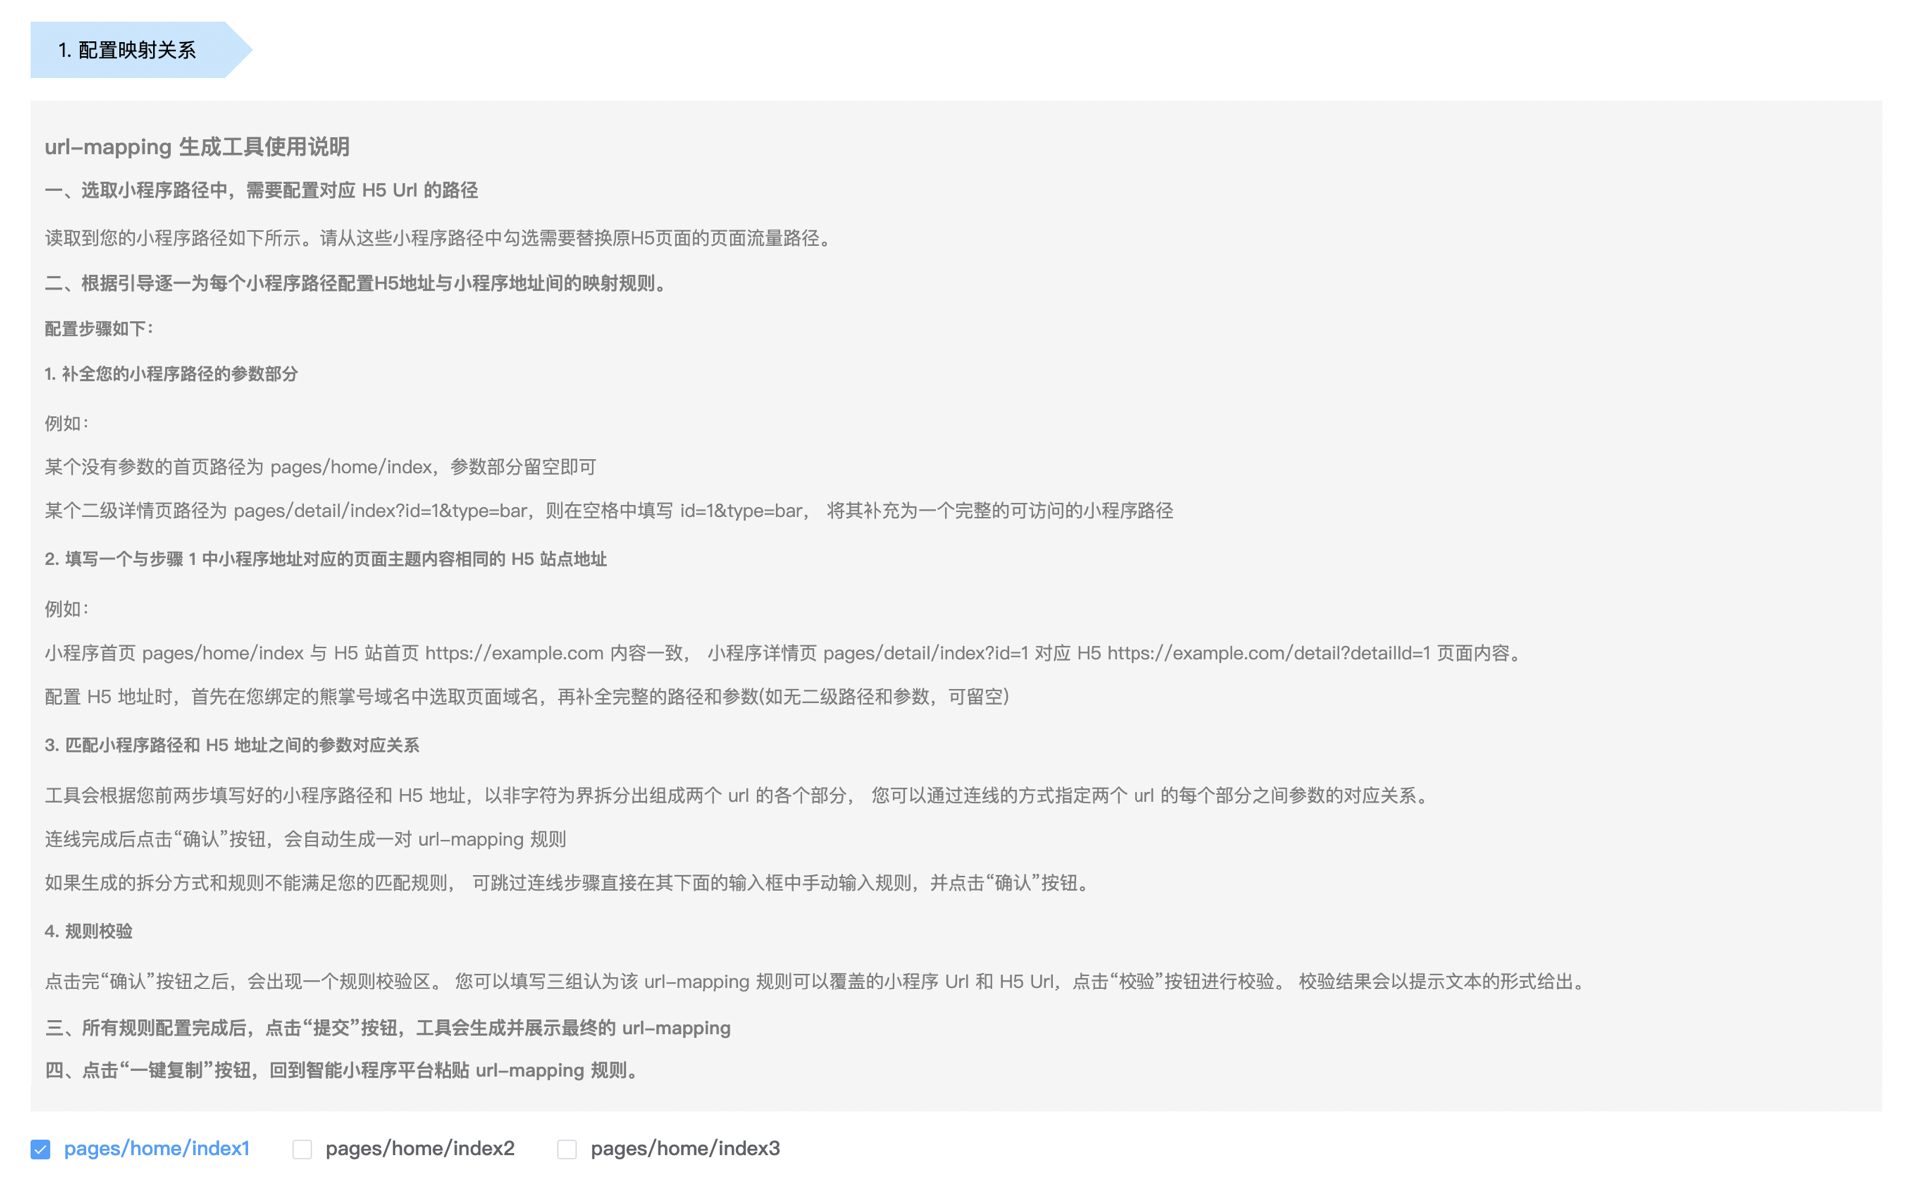 1. 配置映射关系
url-mapping 生成工具使用说明
一、选取小程序路径中，需要配置对应 H5 Url 的路径
读取到您的小程序路径如下所示。请从这些小程序路径中勾选需要替换原H5页面的页面流量路径。
二、根据引导逐一为每个小程序路径配置H5地址与小程序地址间的映射规则。
配置步骤如下：
1. 补全您的小程序路径的参数部分
例如：
某个没有参数的首页路径为 pages/home/index，参数部分留空即可
某个二级详情页路径为 pages/detail/index?id=1&type=bar，则在空格中填写 id=1&type=bar， 将其补充为一个完整的可访问的小程序路径
2. 填写一个与步骤 1 中小程序地址对应的页面主题内容相同的 H5 站点地址
例如：
小程序首页 pages/home/index 与 H5 站首页 https://example.com 内容一致， 小程序详情页 pages/detail/index?id=1 对应 H5 https://example.com/detail?detailId=1 页面内容。
配置 H5 地址时，首先在您绑定的熊掌号域名中选取页面域名，再补全完整的路径和参数(如无二级路径和参数，可留空)
3. 匹配小程序路径和 H5 地址之间的参数对应关系
工具会根据您前两步填写好的小程序路径和 H5 地址，以非字符为界拆分出组成两个 url 的各个部分， 您可以通过连线的方式指定两个 url 的每个部分之间参数的对应关系。
连线完成后点击“确认”按钮，会自动生成一对 url-mapping 规则
如果生成的拆分方式和规则不能满足您的匹配规则， 可跳过连线步骤直接在其下面的输入框中手动输入规则，并点击“确认”按钮。
4. 规则校验
点击完“确认”按钮之后，会出现一个规则校验区。 您可以填写三组认为该 url-mapping 规则可以覆盖的小程序 Url 和 H5 Url，点击“校验”按钮进行校验。 校验结果会以提示文本的形式给出。
三、所有规则配置完成后，点击“提交”按钮，工具会生成并展示最终的 url-mapping
四、点击“一键复制”按钮，回到智能小程序平台粘贴 url-mapping 规则。
pages/home/index1 pages/home/index2 pages/home/index3